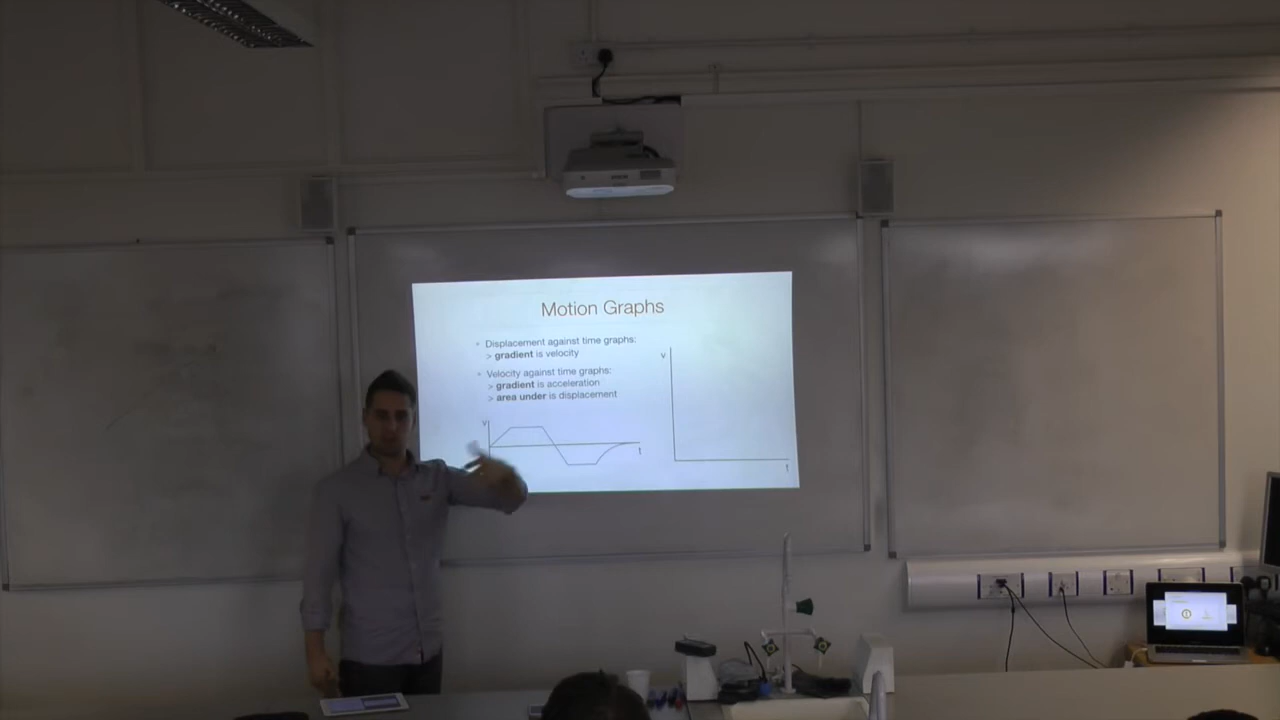 Motion Graphs
• Displacement against time graphs:
> gradient is velocity
• Velocity against time graphs:
> gradient is acceleration
> area under is displacement
v
t
v
t